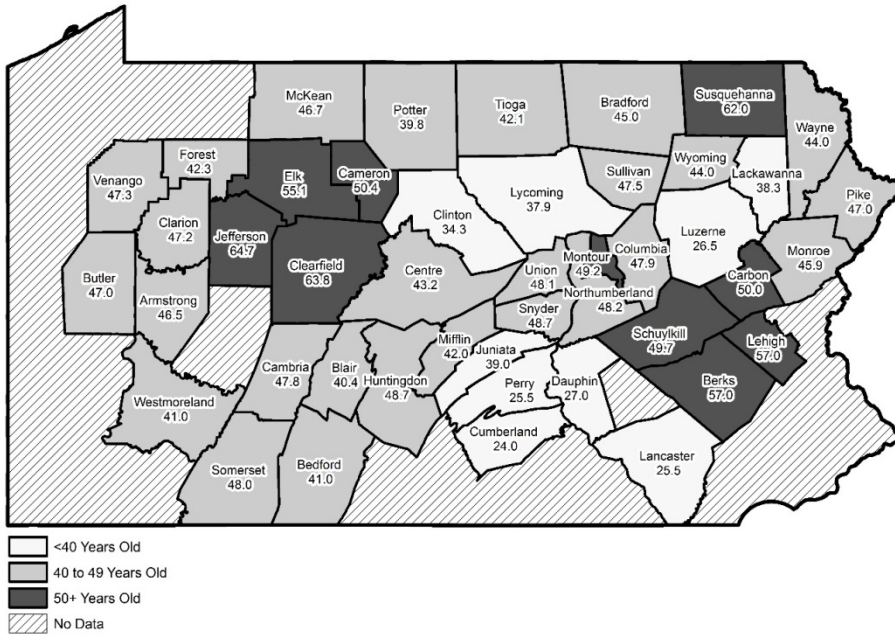 McKean
46.7
Potter
39.8
Tioga
42.1
Bradford
45.0
Susquehanna
62.0
Wayne
44.0
Forest
42.3
Venango
47.3
Elk
55.1
Cameron
50.4
Lycoming
37.9
Sullivan
47.5
Wyoming
44.0
Lackawanna
38.3
Pike
47.0
Clarion
47.2
Clinton
34.3
Jefferson
64.7
Clearfield
63.8
Centre
43.2
Union
48.1
Montour
49.2
Columbia
47.9
Luzerne
26.5
Monroe
45.9
Carbon
50.0
Butler
47.0
Armstrong
46.5
Snyder
48.7
Northumberland
48.2
Schuylkill
49.7
Lehigh
57.0
Cambria
47.8
Blair
40.4
Huntingdon
48.7
Mifflin
42.0
Juniata
39.0
Perry
25.5
Dauphin
27.0
Berks
57.0
Westmoreland
41.0
Cumberland
24.0
Lancaster
25.5
Somerset
48.0
Bedford
41.0
<40 Years Old
40 to 49 Years Old
50+ Years Old
No Data